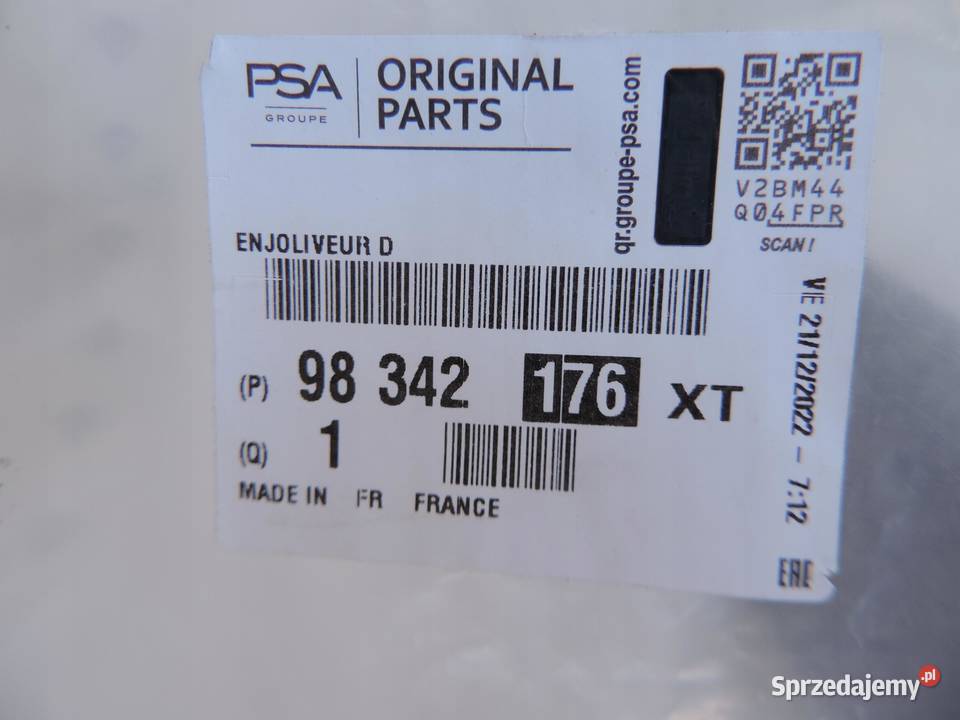 PSA
GROUPE
ORIGINAL
PARTS
qr.groupe-psa.com
V2BM44
Q04FPR
SCAN!
ENJOLIVEUR D
(P) 98 342 176 XT
(Q) 1
MADE IN FR FRANCE
VE 21/12/2022 - 7:12
EAC
Sprzedajemy.pl